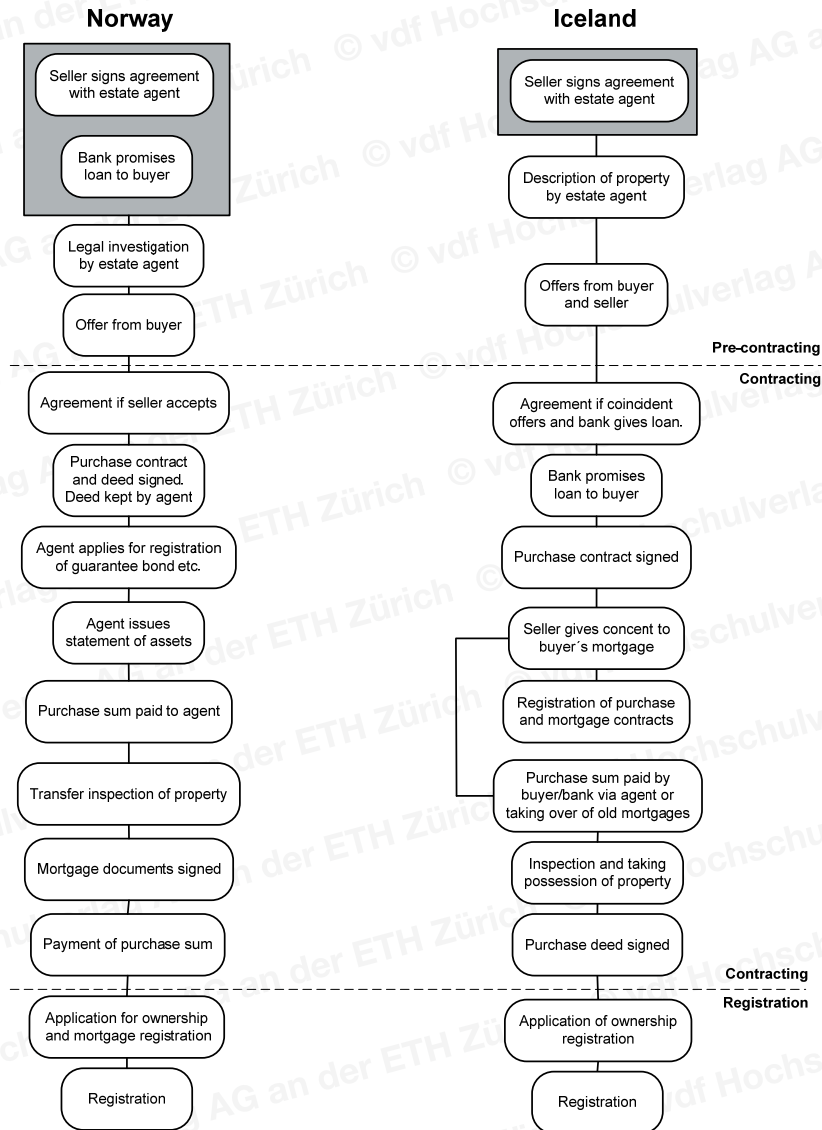 Norway
Seller signs agreement
with estate agent
Bank promises
loan to buyer
Legal investigation
by estate agent
Offer from buyer
Agreement if seller accepts
Purchase contract
and deed signed.
Deed kept by agent
Agent applies for registration
of guarantee bond etc.
Agent issues
statement of assets
Purchase sum paid to agent
Transfer inspection of property
Mortgage documents signed
Payment of purchase sum
Application for ownership
and mortgage registration
Registration
Iceland
Seller signs agreement
with estate agent
Description of property
by estate agent
Offers from buyer
and seller
Pre-contracting
Contracting
Agreement if coincident
offers and bank gives loan.
Bank promises
loan to buyer
Purchase contract signed
Seller gives concent to
buyer´s mortgage
Registration of purchase
and mortgage contracts
Purchase sum paid by
buyer/bank via agent or
taking over of old mortgages
Inspection and taking
possession of property
Purchase deed signed
Contracting
Registration
Application of ownership
registration
Registration
© vdf Hochschulverlag AG an der ETH Zürich